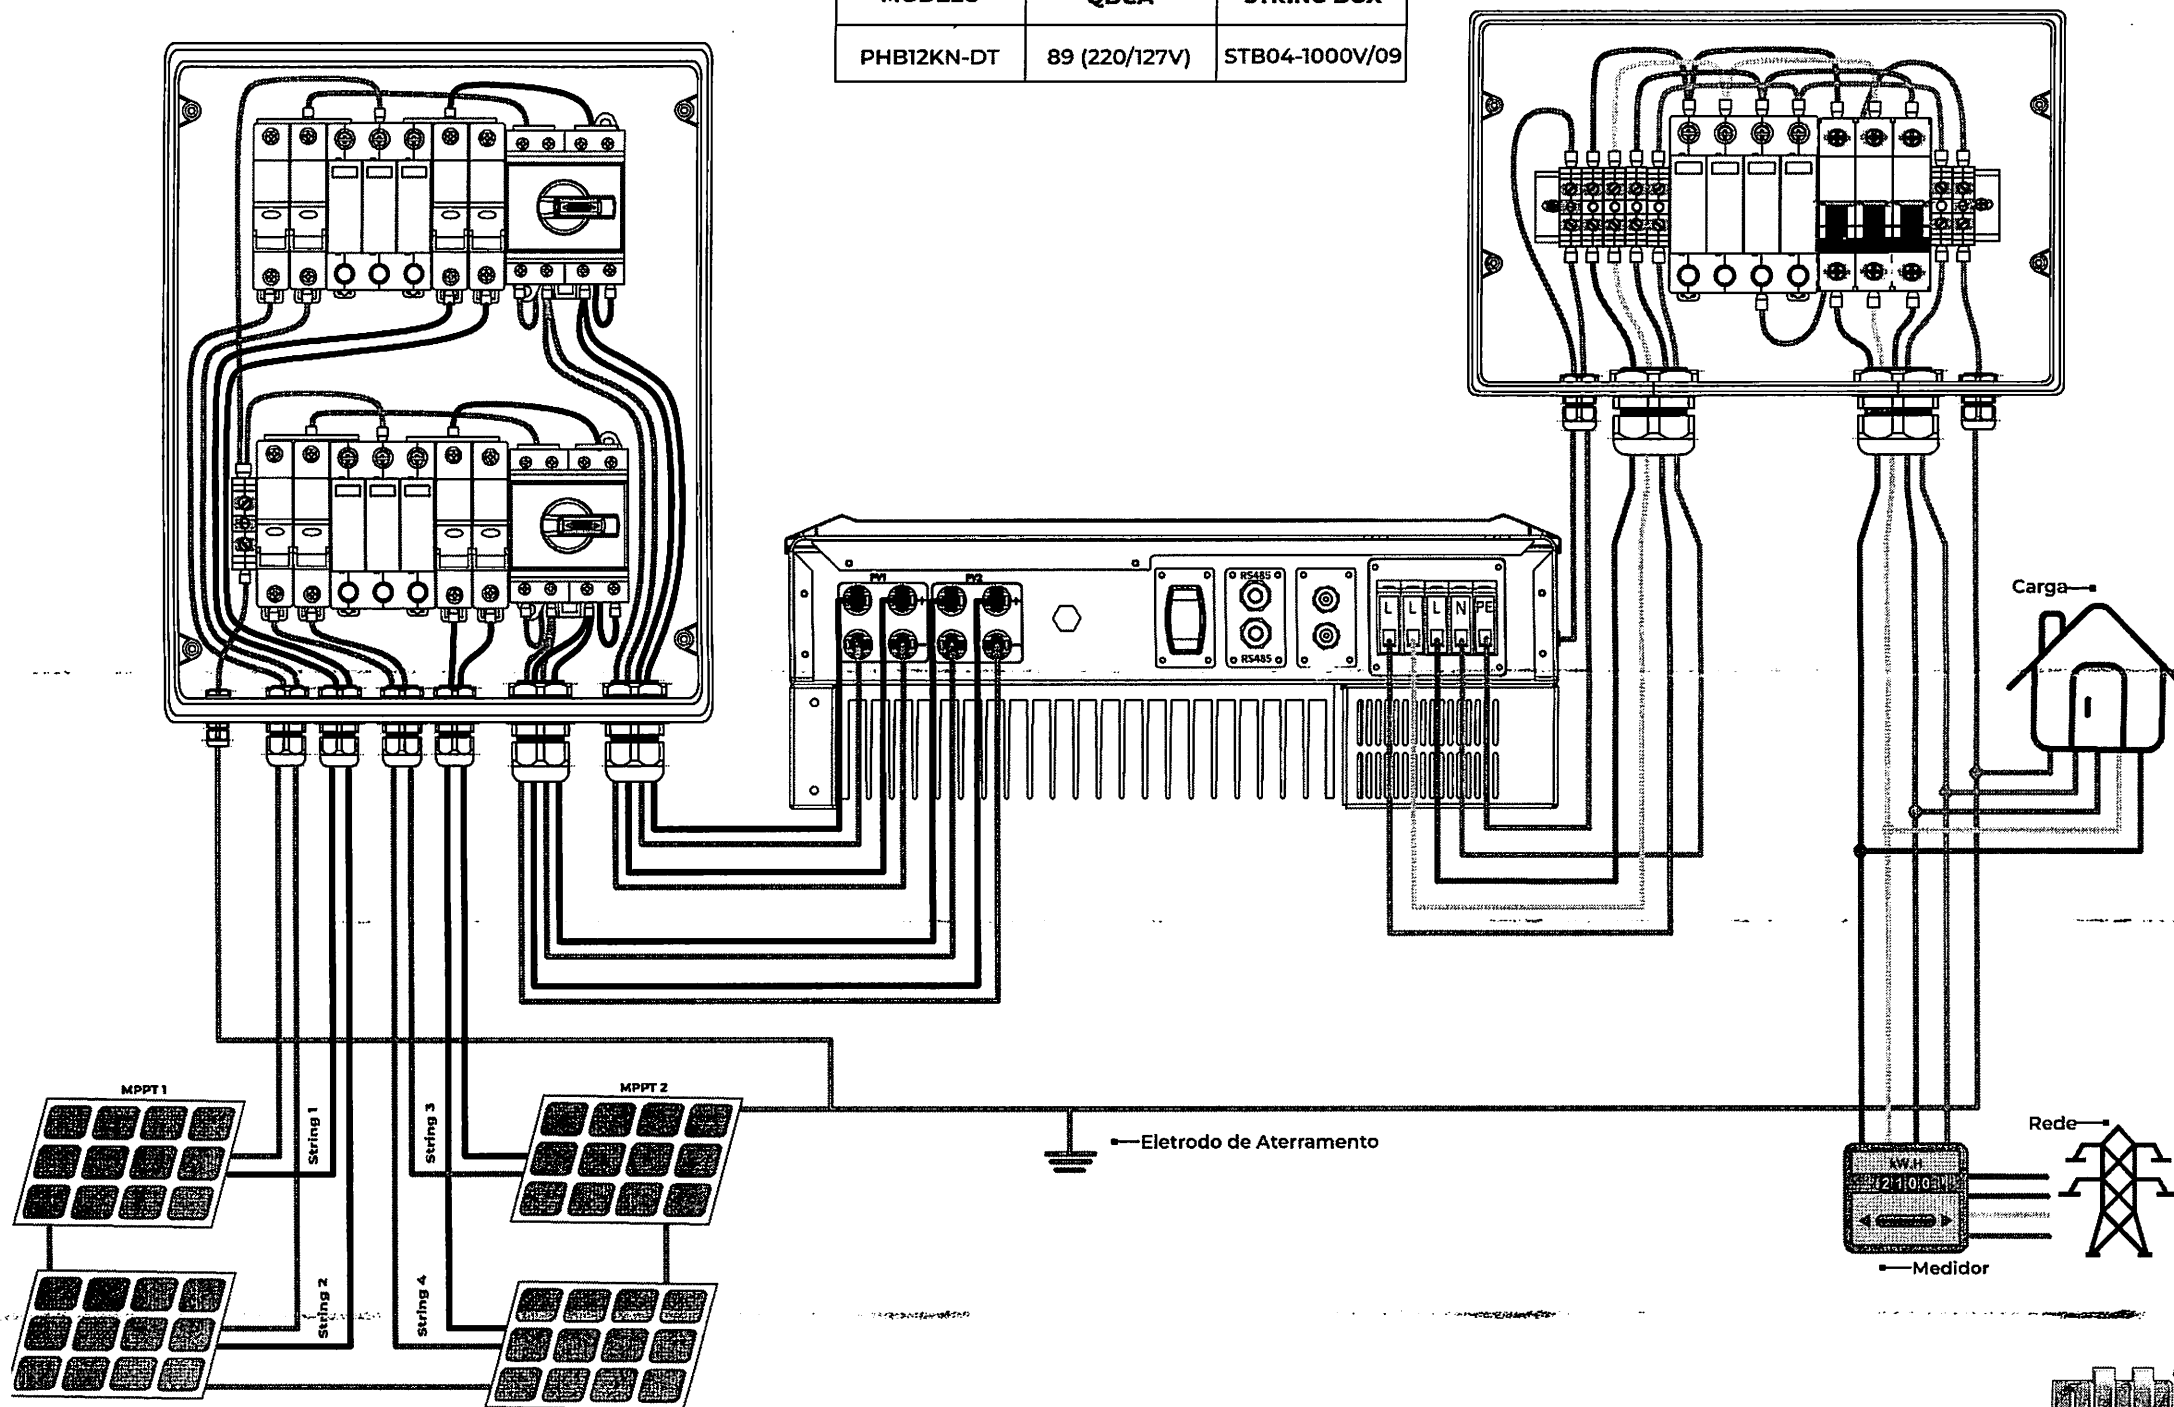 MODELO QDCA STRING BOX
PHB12KN-DT 89 (220/127V) STB04-1000V/09
PV1 PV2
RS485
RS485
L L L N PE
Carga
MPPT 1
MPPT 2
String 1
String 3
String 2
String 4
Eletrodo de Aterramento
Rede
kW.H
2100
Medidor